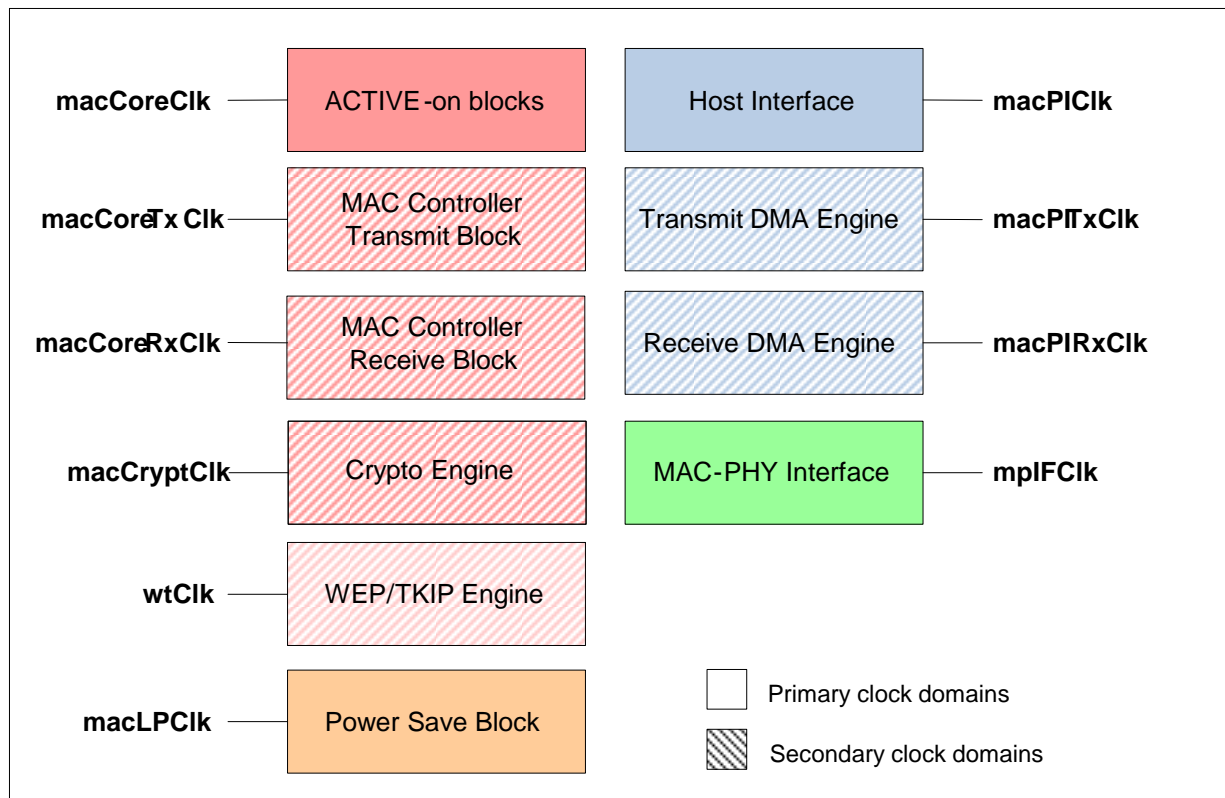 macCoreClk
ACTIVE-on blocks
Host Interface
macPIClk
macCoreTx Clk
MAC Controller
Transmit Block
Transmit DMA Engine
macPITxClk
macCoreRxClk
MAC Controller
Receive Block
Receive DMA Engine
macPIRxClk
macCryptClk
Crypto Engine
MAC-PHY Interface
mpIFClk
wtClk
WEP/TKIP Engine
macLPClk
Power Save Block
Primary clock domains
Secondary clock domains